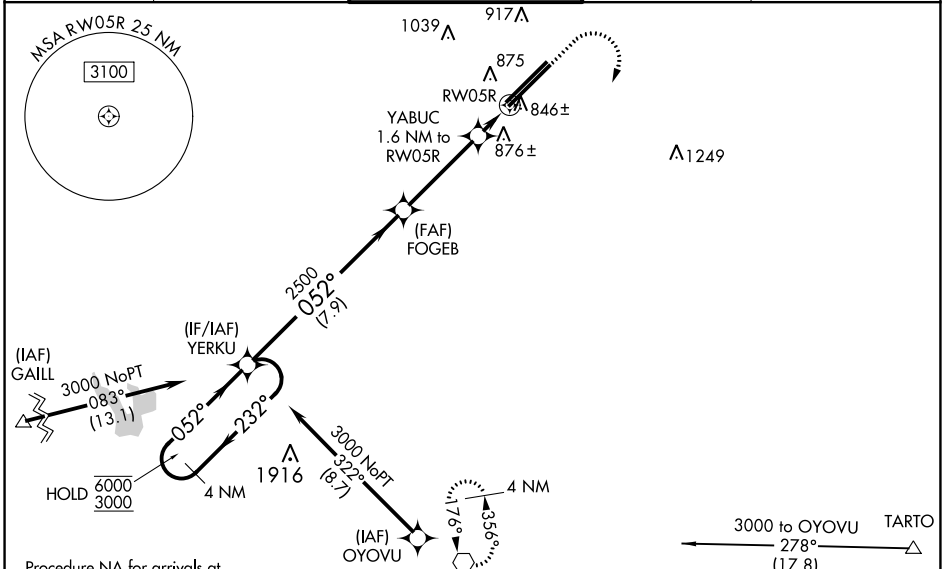 MSA RW05R 25 NM
3100
1039
917
875
RW05R
846±
YABUC
1.6 NM to
RW05R
876±
1249
(FAF)
FOGEB
2500
052°
(7.9)
(IF/IAF)
YERKU
(IAF)
GAILL
3000 NoPT
083°
(13.1)
052°
232°
HOLD
6000
3000
4 NM
1916
3000 NoPT
322°
(8.7)
(IAF)
OYOVU
4 NM
176°
356°
3000 to OYOVU
278°
(17.8)
TARTO
Procedure NA for arrivals at